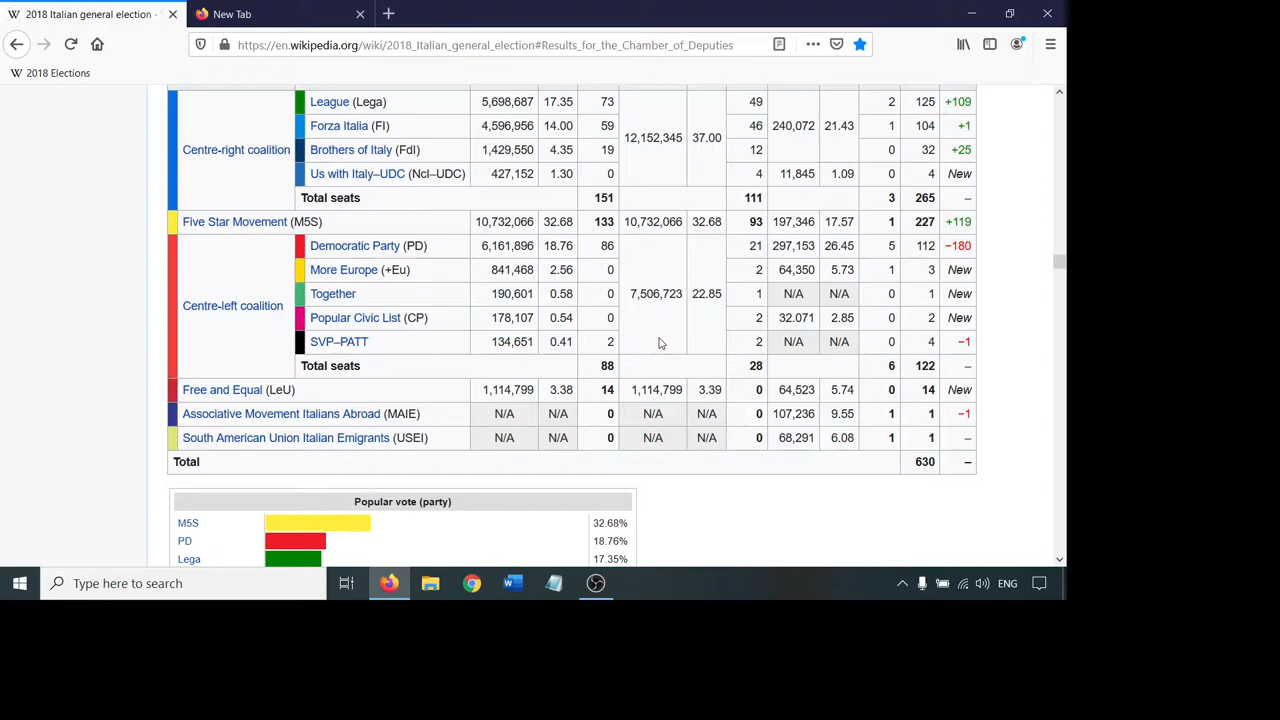 W 2018 Italian general election -
New Tab
https://en.wikipedia.org/wiki/2018_Italian_general_election#Results_for_the_Chamber_of_Deputies
W 2018 Elections
Centre-right coalition
League (Lega) 5,698,687 17.35 73 12,152,345 37.00 49 240,072 21.43 2 125 +109
Forza Italia (FI) 4,596,956 14.00 59 46 1 104 +1
Brothers of Italy (FdI) 1,429,550 4.35 19 12 0 32 +25
Us with Italy–UDC (NcI–UDC) 427,152 1.30 0 4 11,845 1.09 0 4 New
Total seats 151 111 3 265 –
Five Star Movement (M5S) 10,732,066 32.68 133 10,732,066 32.68 93 197,346 17.57 1 227 +119
Centre-left coalition
Democratic Party (PD) 6,161,896 18.76 86 7,506,723 22.85 21 297,153 26.45 5 112 −180
More Europe (+Eu) 841,468 2.56 0 2 64,350 5.73 1 3 New
Together 190,601 0.58 0 1 N/A N/A 0 1 New
Popular Civic List (CP) 178,107 0.54 0 2 32.071 2.85 0 2 New
SVP–PATT 134,651 0.41 2 2 N/A N/A 0 4 −1
Total seats 88 28 6 122 –
Free and Equal (LeU) 1,114,799 3.38 14 1,114,799 3.39 0 64,523 5.74 0 14 New
Associative Movement Italians Abroad (MAIE) N/A N/A 0 N/A N/A 0 107,236 9.55 1 1 −1
South American Union Italian Emigrants (USEI) N/A N/A 0 N/A N/A 0 68,291 6.08 1 1 –
Total 630 –
Popular vote (party)
M5S 32.68%
PD 18.76%
Lega 17.35%
Type here to search
ENG